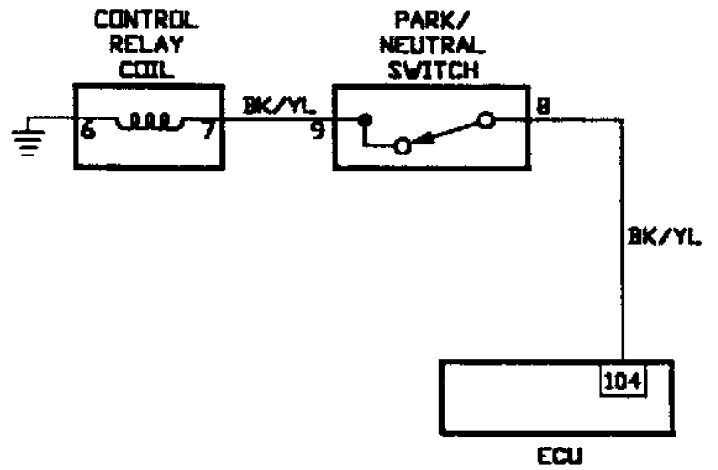 CONTROL
RELAY
COIL
PARK/
NEUTRAL
SWITCH
6
7
BK/YL
9
8
BK/YL
104
ECU